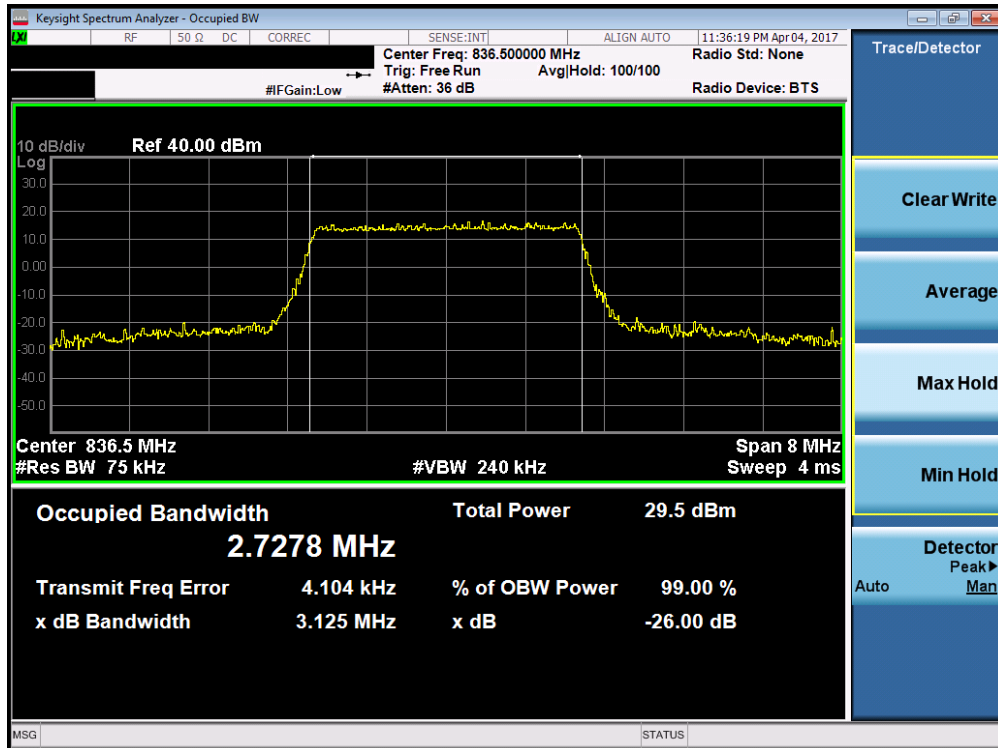 Keysight Spectrum Analyzer - Occupied BW
LXI RF 50 Ω DC CORREC SENSE:INT ALIGN AUTO 11:36:19 PM Apr 04, 2017
Center Freq: 836.500000 MHz Radio Std: None
Trig: Free Run Avg|Hold: 100/100
#IFGain:Low #Atten: 36 dB Radio Device: BTS
10 dB/div Ref 40.00 dBm
Log
30.0
20.0
10.0
0.00
-10.0
-20.0
-30.0
-40.0
-50.0
Center 836.5 MHz Span 8 MHz
#Res BW 75 kHz #VBW 240 kHz Sweep 4 ms
Occupied Bandwidth Total Power 29.5 dBm
2.7278 MHz
Transmit Freq Error 4.104 kHz % of OBW Power 99.00 %
x dB Bandwidth 3.125 MHz x dB -26.00 dB
MSG STATUS
Trace/Detector
Clear Write
Average
Max Hold
Min Hold
Detector
Peak▶
Auto Man